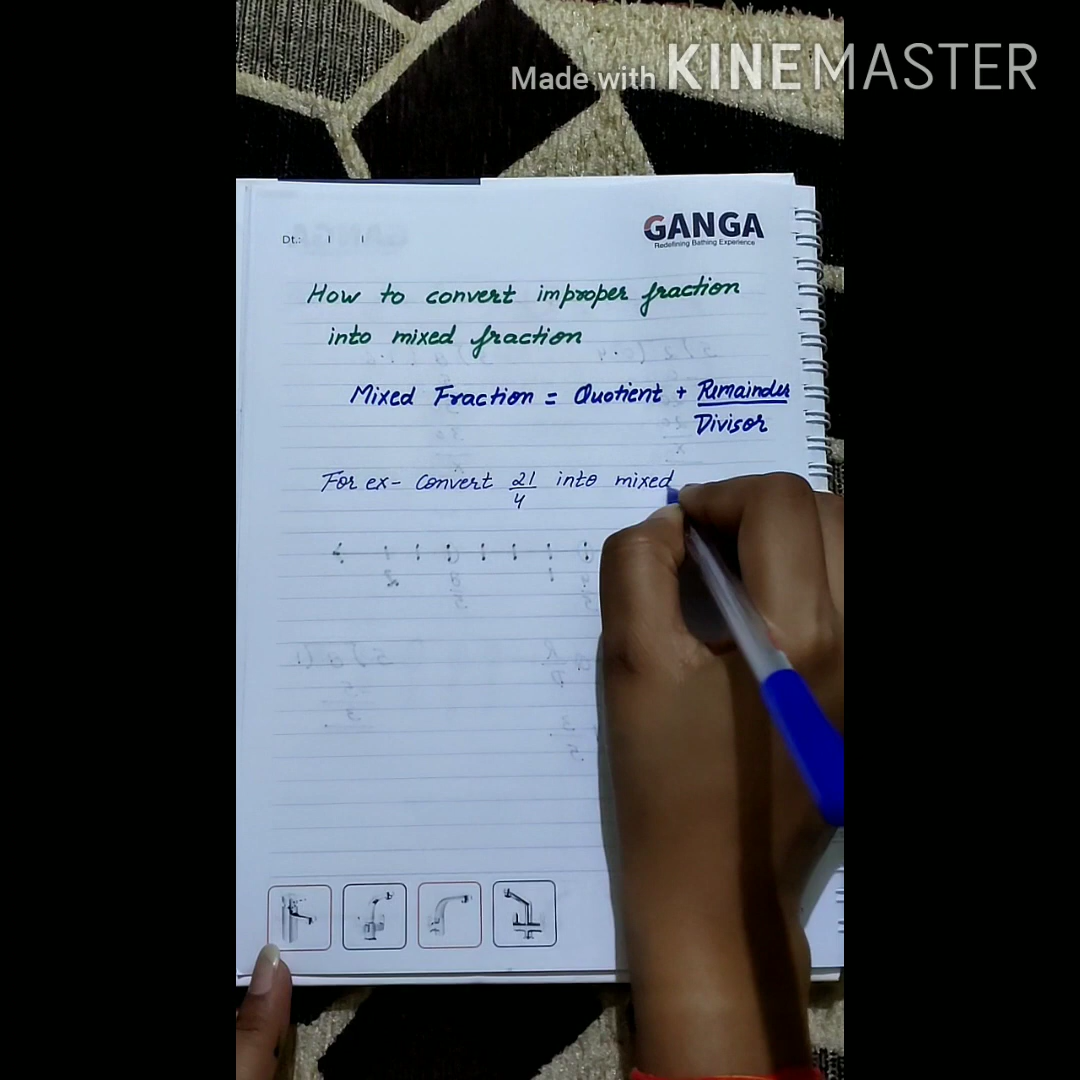 Made with KINEMASTER
GANGA
Redefining Bathing Experience
Dt.: / /
How to convert improper fraction
into mixed fraction
Mixed Fraction = Quotient + Remainder
Divisor
For ex- Convert 21/4 into mixed